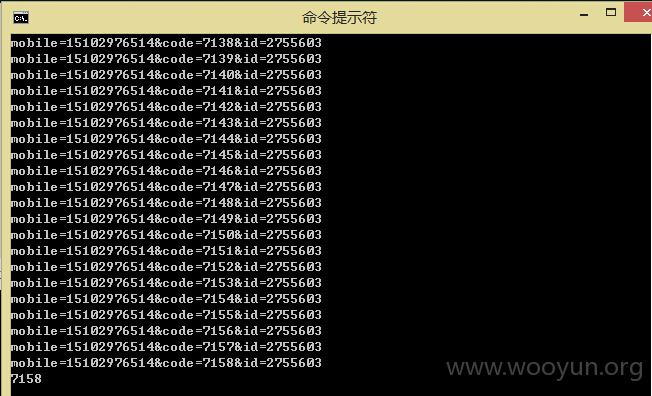 命令提示符
mobile=15102976514&code=7138&id=2755603
mobile=15102976514&code=7139&id=2755603
mobile=15102976514&code=7140&id=2755603
mobile=15102976514&code=7141&id=2755603
mobile=15102976514&code=7142&id=2755603
mobile=15102976514&code=7143&id=2755603
mobile=15102976514&code=7144&id=2755603
mobile=15102976514&code=7145&id=2755603
mobile=15102976514&code=7146&id=2755603
mobile=15102976514&code=7147&id=2755603
mobile=15102976514&code=7148&id=2755603
mobile=15102976514&code=7149&id=2755603
mobile=15102976514&code=7150&id=2755603
mobile=15102976514&code=7151&id=2755603
mobile=15102976514&code=7152&id=2755603
mobile=15102976514&code=7153&id=2755603
mobile=15102976514&code=7154&id=2755603
mobile=15102976514&code=7155&id=2755603
mobile=15102976514&code=7156&id=2755603
mobile=15102976514&code=7157&id=2755603
mobile=15102976514&code=7158&id=2755603
7158
www.wooyun.org